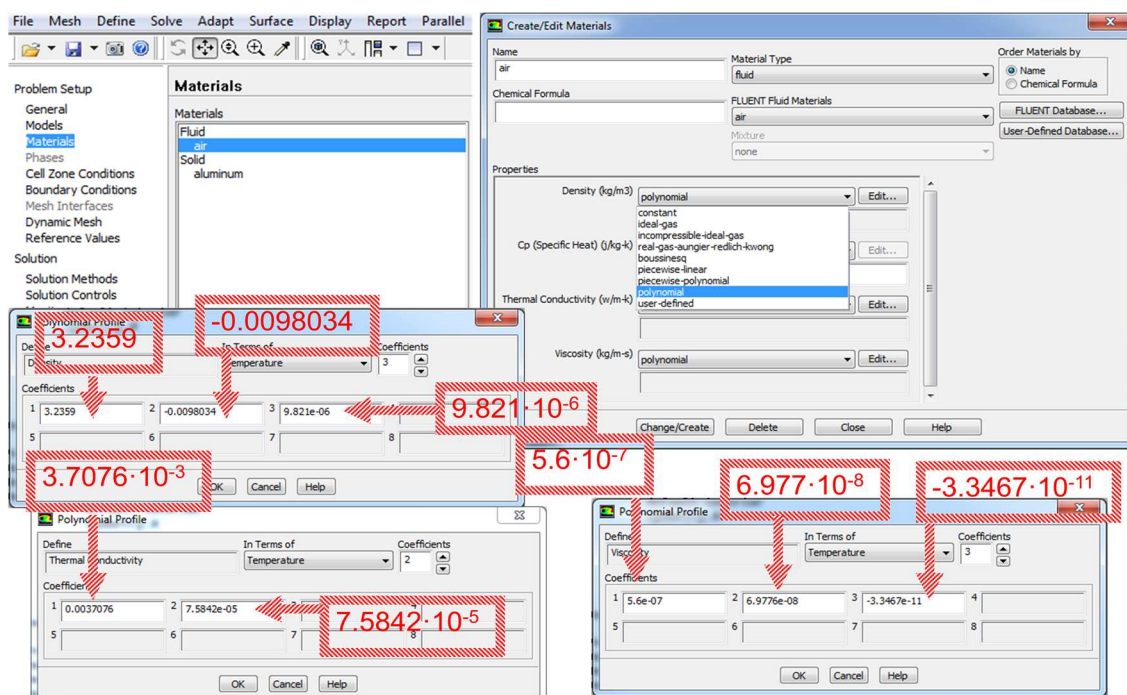 File Mesh Define Solve Adapt Surface Display Report Parallel
Problem Setup
General
Models
Materials
Phases
Cell Zone Conditions
Boundary Conditions
Mesh Interfaces
Dynamic Mesh
Reference Values
Solution
Solution Methods
Solution Controls
Materials
Materials
Fluid
air
Solid
aluminum
Create/Edit Materials
Name
air
Chemical Formula
Material Type
fluid
FLUENT Fluid Materials
air
Mixture
none
Order Materials by
Name
Chemical Formula
FLUENT Database...
User-Defined Database...
Properties
Density (kg/m3) polynomial Edit...
constant
ideal-gas
incompressible-ideal-gas
real-gas-aungier-redlich-kwong
boussinesq
piecewise-linear
piecewise-polynomial
polynomial
user-defined
Cp (Specific Heat) (j/kg-k) Edit...
Thermal Conductivity (w/m-k) Edit...
Viscosity (kg/m-s) polynomial Edit...
Change/Create Delete Close Help
Polynomial Profile
3.2359
-0.0098034
In Terms of
Temperature
Coefficients
3
Coefficients
1 3.2359 2 -0.0098034 3 9.821e-06
5 6 7 8
9.821·10-6
3.7076·10-3
OK Cancel Help
5.6·10-7
6.977·10-8
-3.3467·10-11
Polynomial Profile
Define In Terms of Coefficients
Thermal Conductivity Temperature 2
Coefficients
1 0.0037076 2 7.5842e-05
5 6 7 8
7.5842·10-5
OK Cancel Help
Polynomial Profile
Define In Terms of Coefficients
Viscosity Temperature 3
Coefficients
1 5.6e-07 2 6.9776e-08 3 -3.3467e-11 4
5 6 7 8
OK Cancel Help